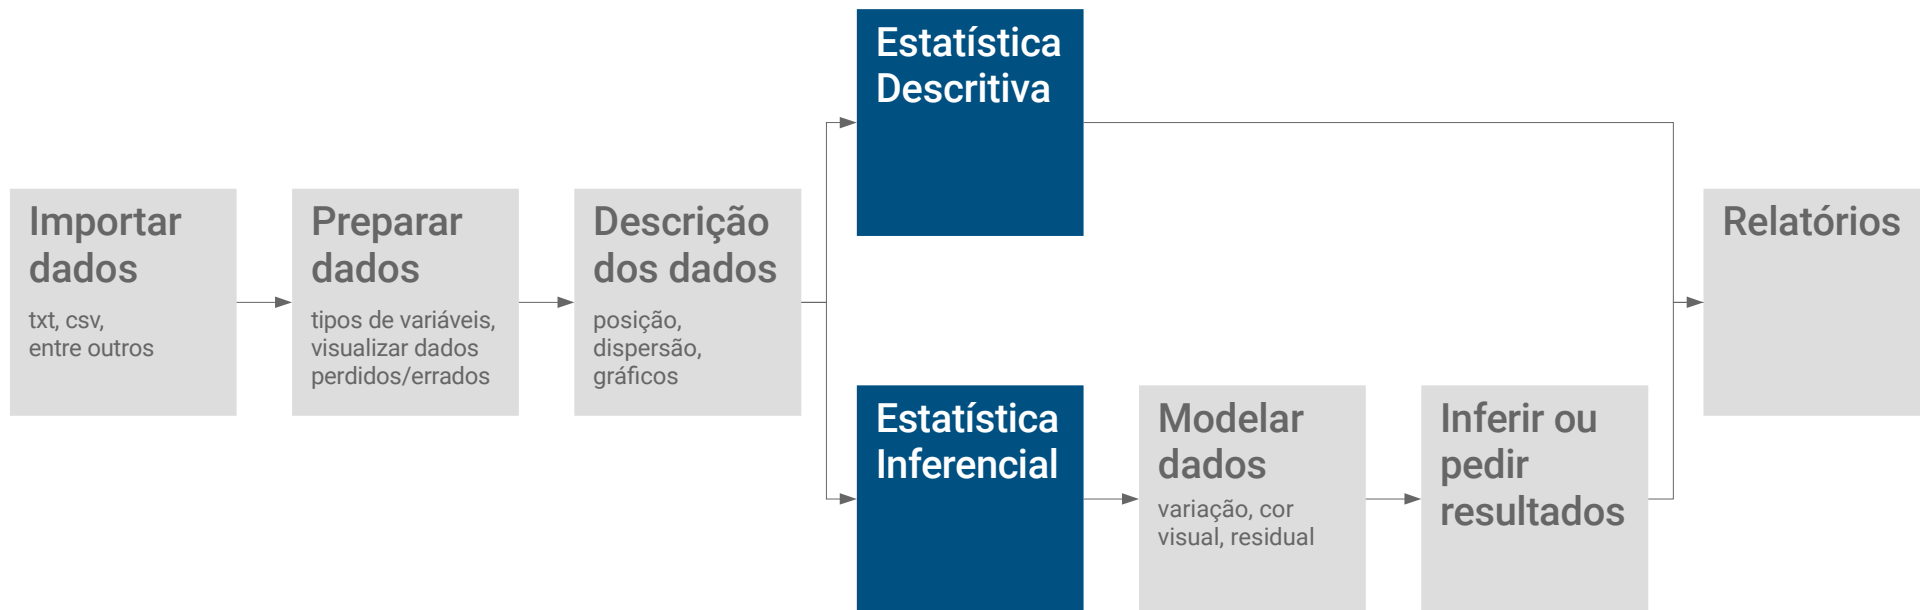 Importar
dados
txt, csv,
entre outros
Preparar
dados
tipos de variáveis,
visualizar dados
perdidos/errados
Descrição
dos dados
posição,
dispersão,
gráficos
Estatística
Descritiva
Estatística
Inferencial
Modelar
dados
variação, cor
visual, residual
Inferir ou
pedir
resultados
Relatórios